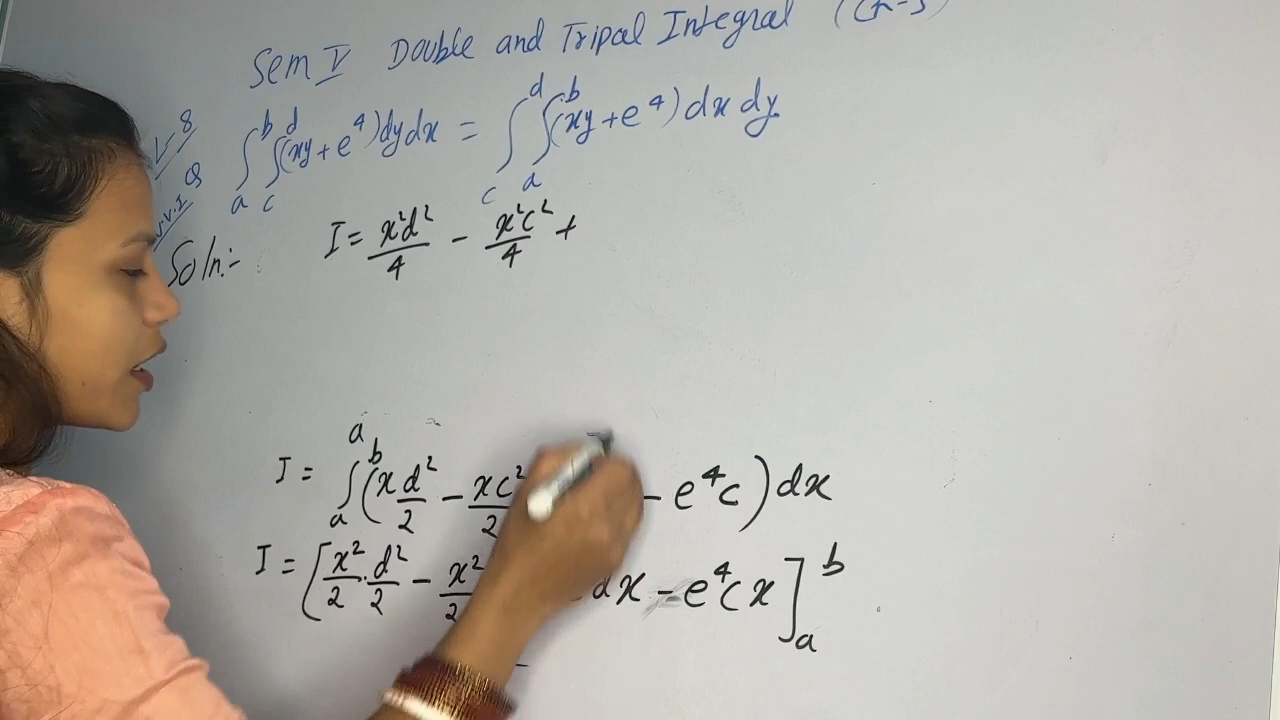 Sem V Double and Tripal Integral
V-8
Q ∫_a^b ∫_c^d (xy + e^4) dy dx = ∫_c^d ∫_a^b (xy + e^4) dx dy
V.V.I
Soln:- I = x²d²/4 - x²c²/4 +
a
I = ∫_a^b (x d²/2 - xc²/2 - e^4 c) dx
I = [x²/2 · d²/2 - x²/2 dx - e^4 c x]_a^b